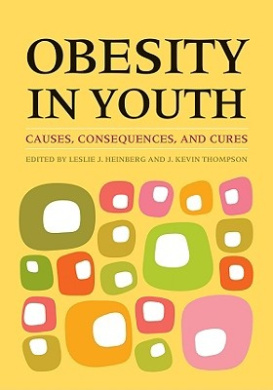 OBESITY
IN YOUTH
CAUSES, CONSEQUENCES, AND CURES
EDITED BY LESLIE J. HEINBERG AND J. KEVIN THOMPSON